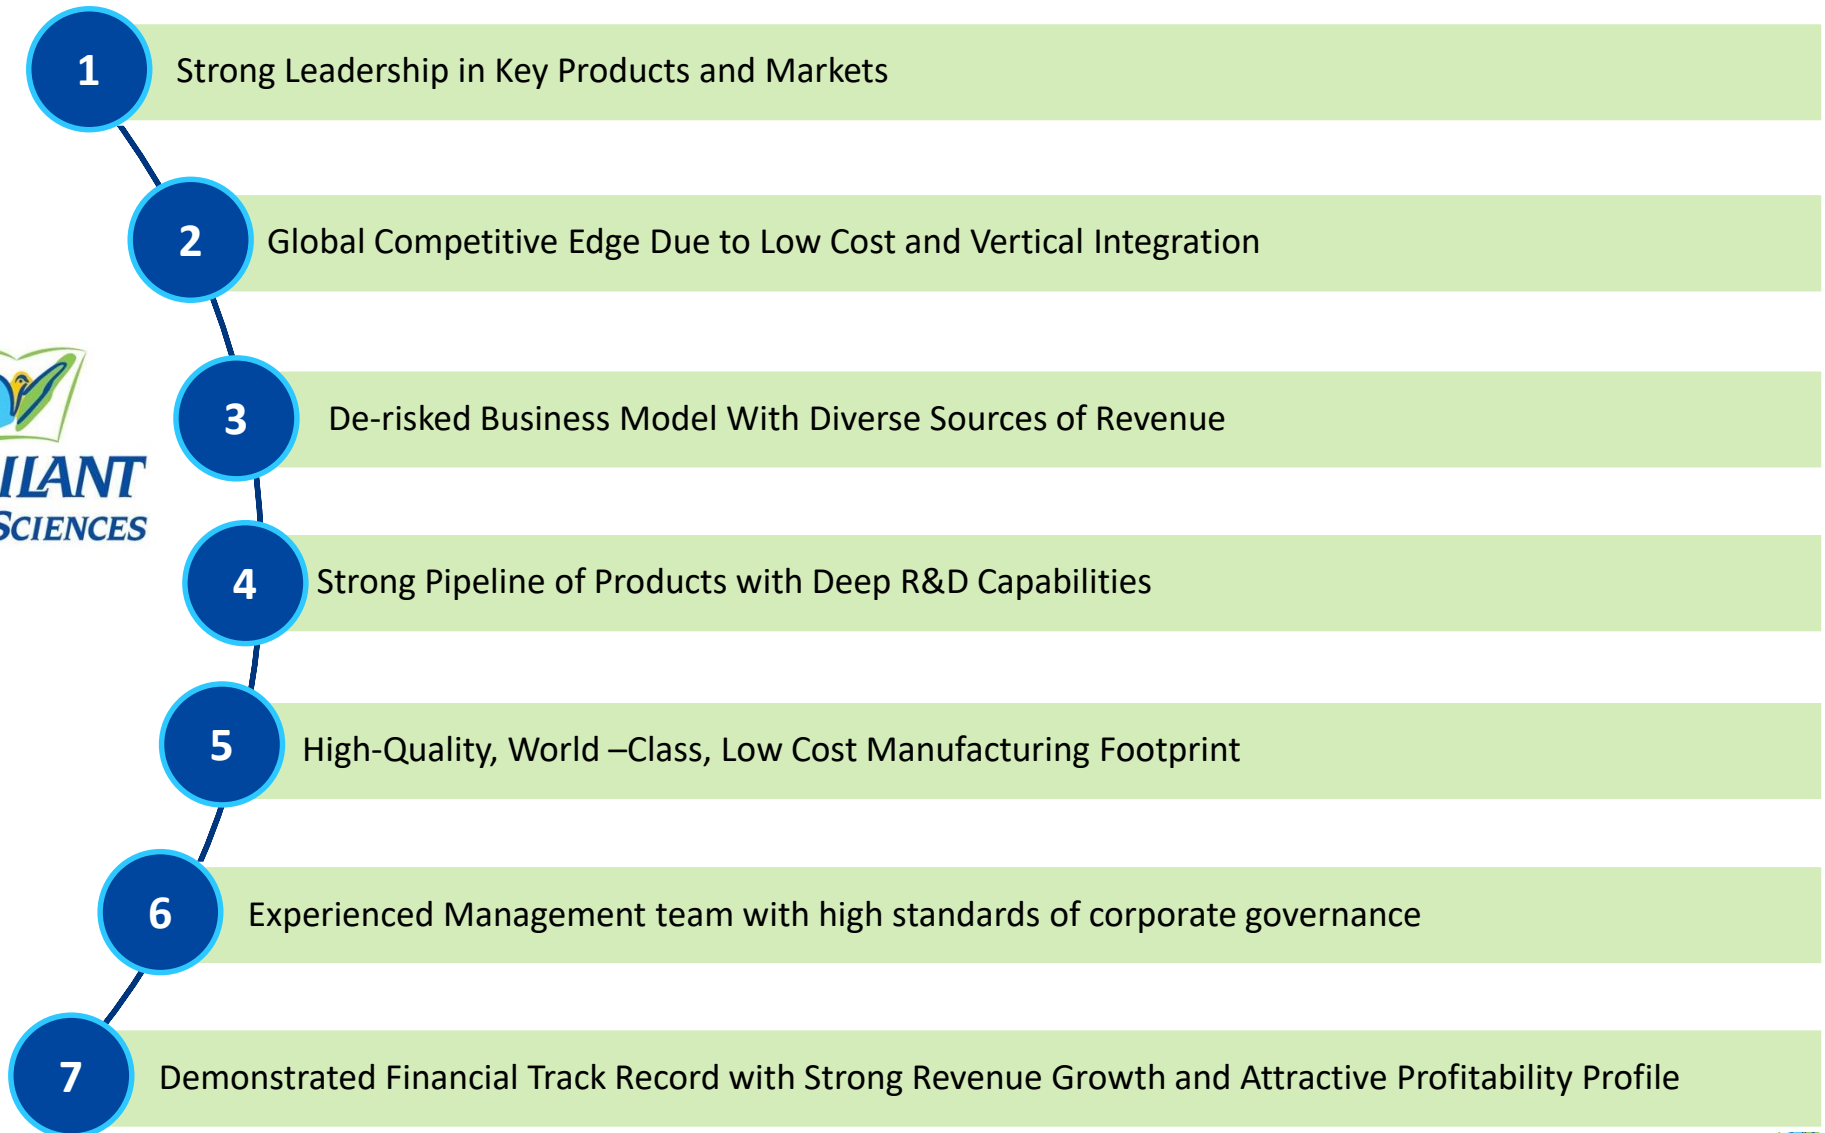 1
Strong Leadership in Key Products and Markets
2
Global Competitive Edge Due to Low Cost and Vertical Integration
3
De-risked Business Model With Diverse Sources of Revenue
ILANT
SCIENCES
4
Strong Pipeline of Products with Deep R&D Capabilities
5
High-Quality, World –Class, Low Cost Manufacturing Footprint
6
Experienced Management team with high standards of corporate governance
7
Demonstrated Financial Track Record with Strong Revenue Growth and Attractive Profitability Profile